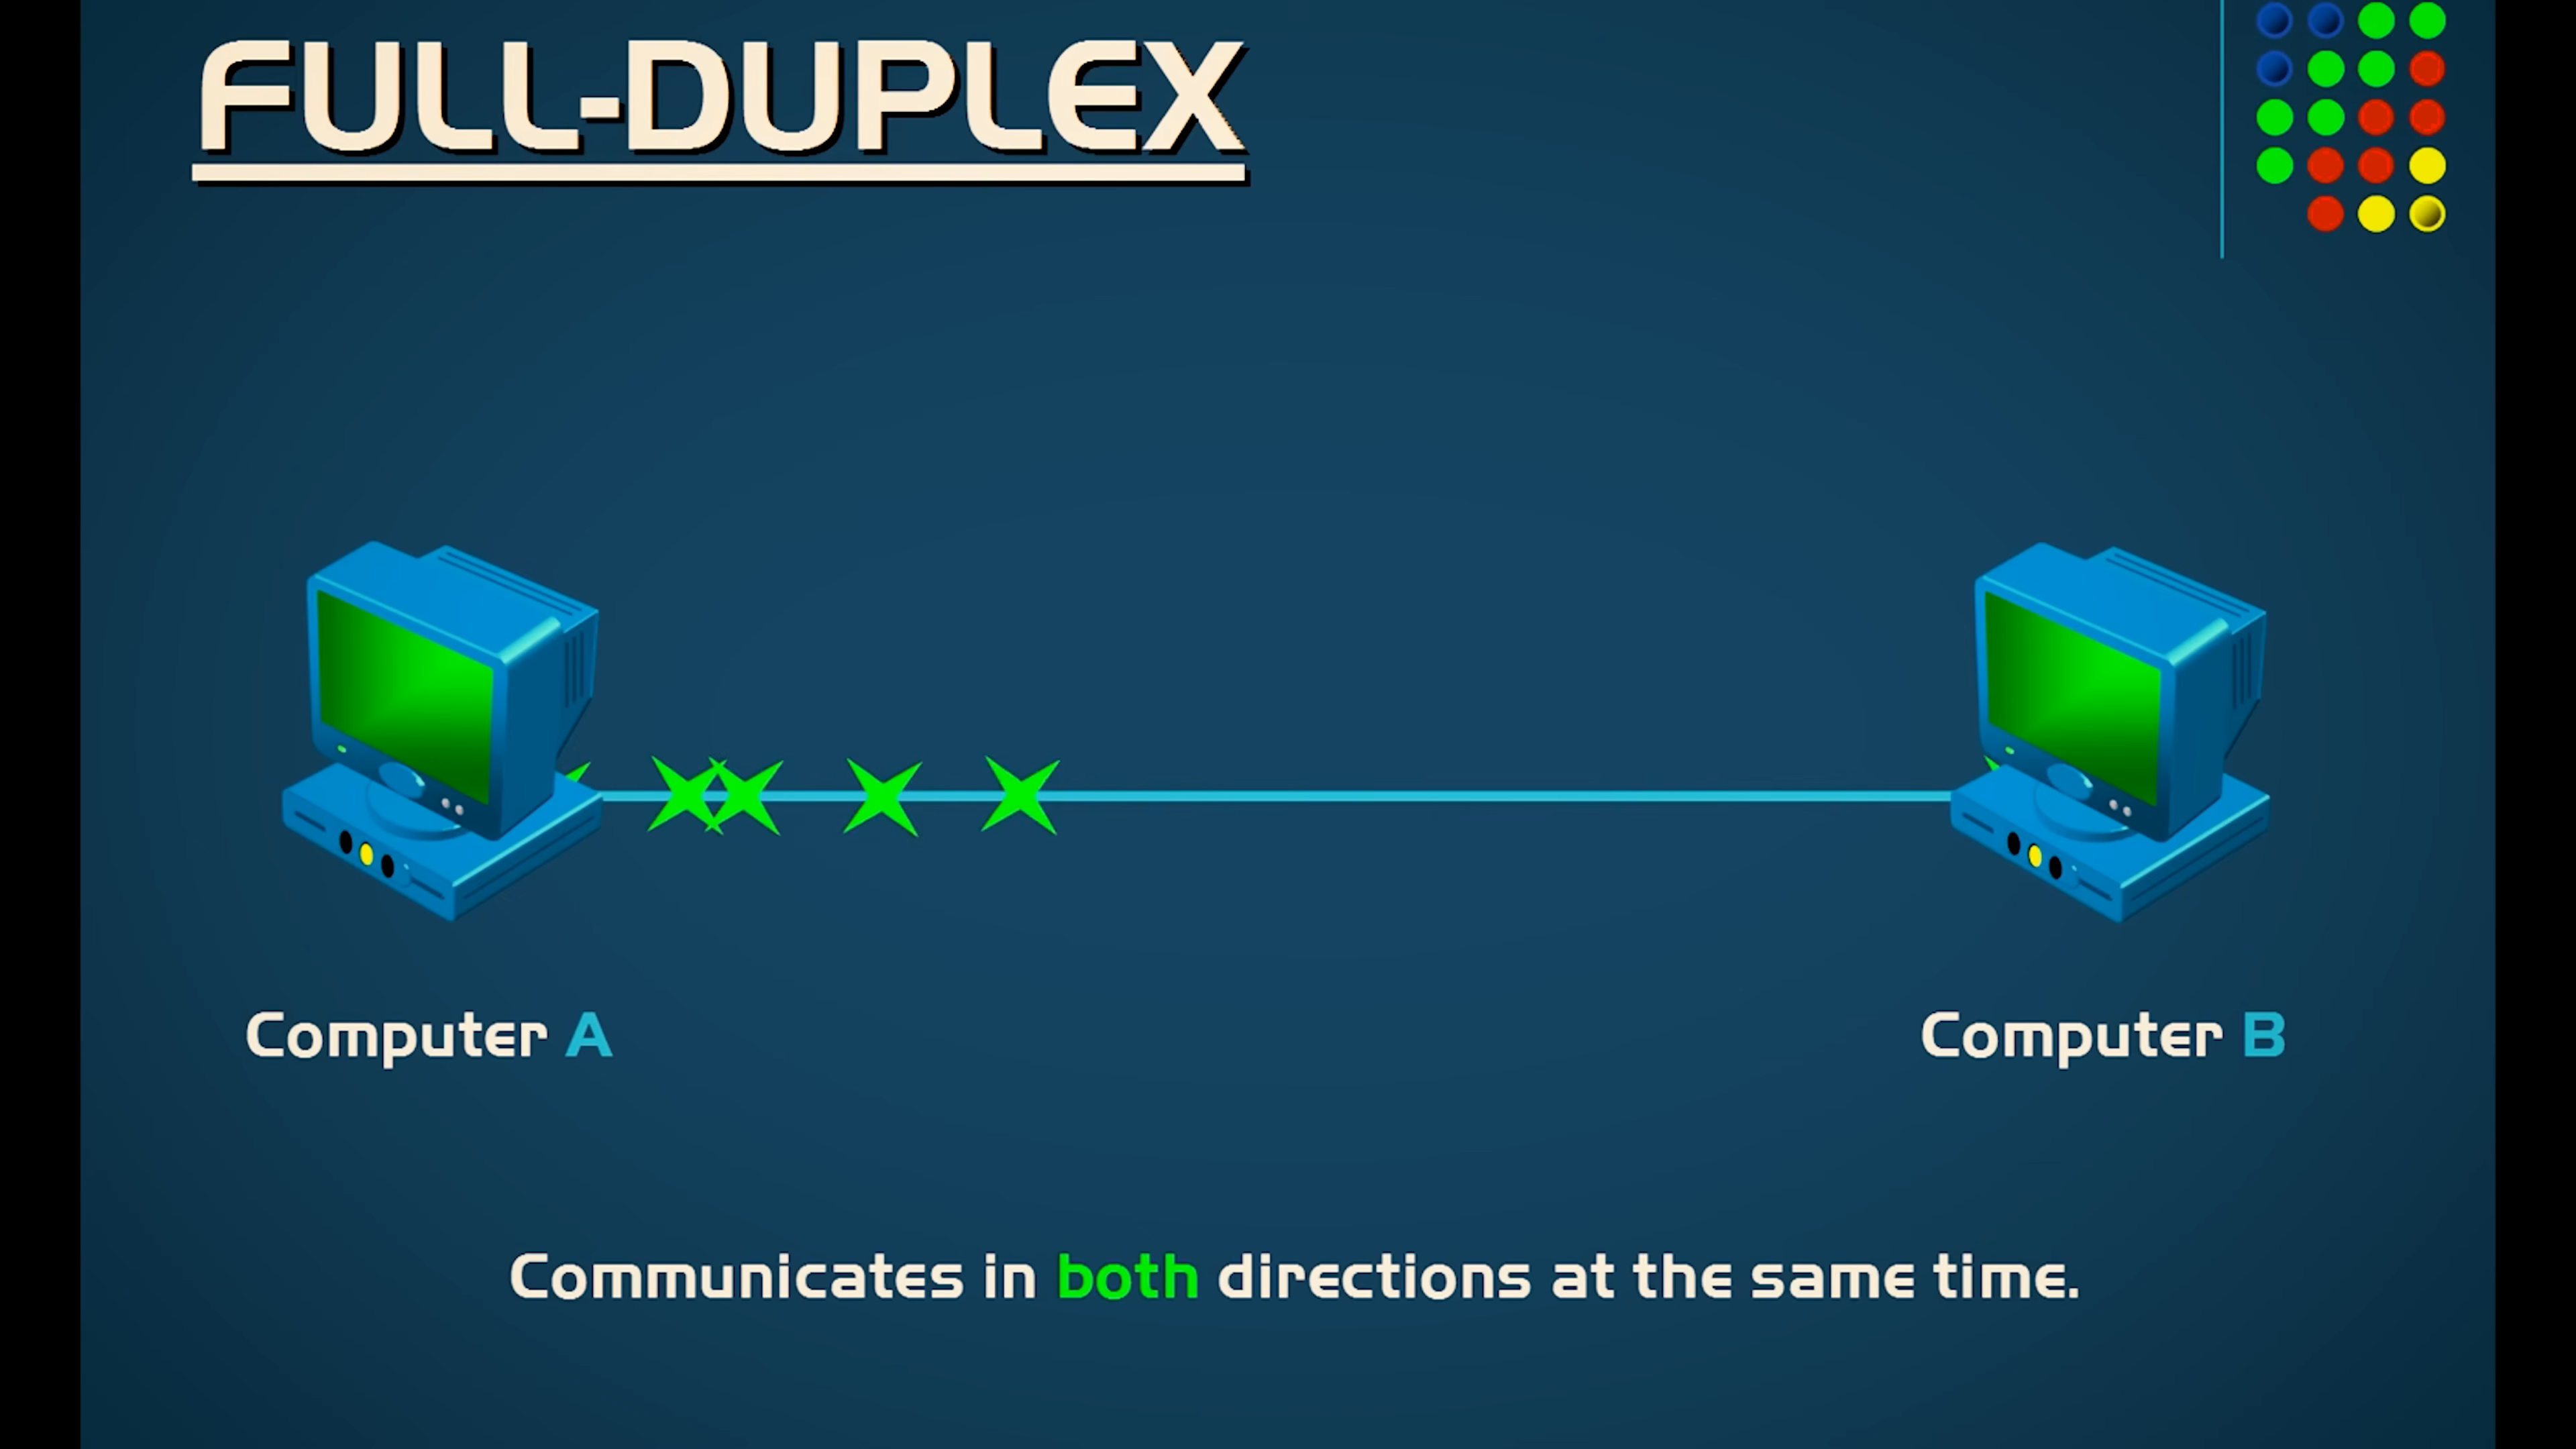 FULL-DUPLEX
Computer A
Computer B
Communicates in both directions at the same time.